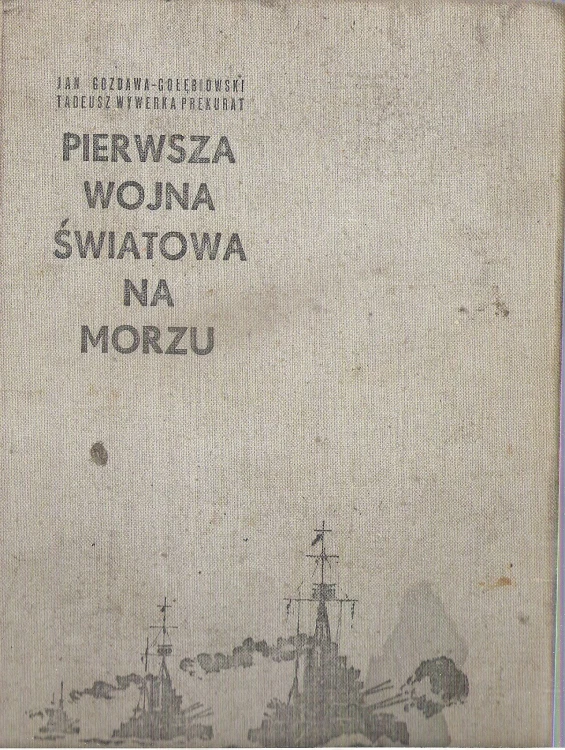 JAN GOZDAWA-GOŁĘBIOWSKI
TADEUSZ WYWERKA PREKURAT
PIERWSZA
WOJNA
ŚWIATOWA
NA
MORZU